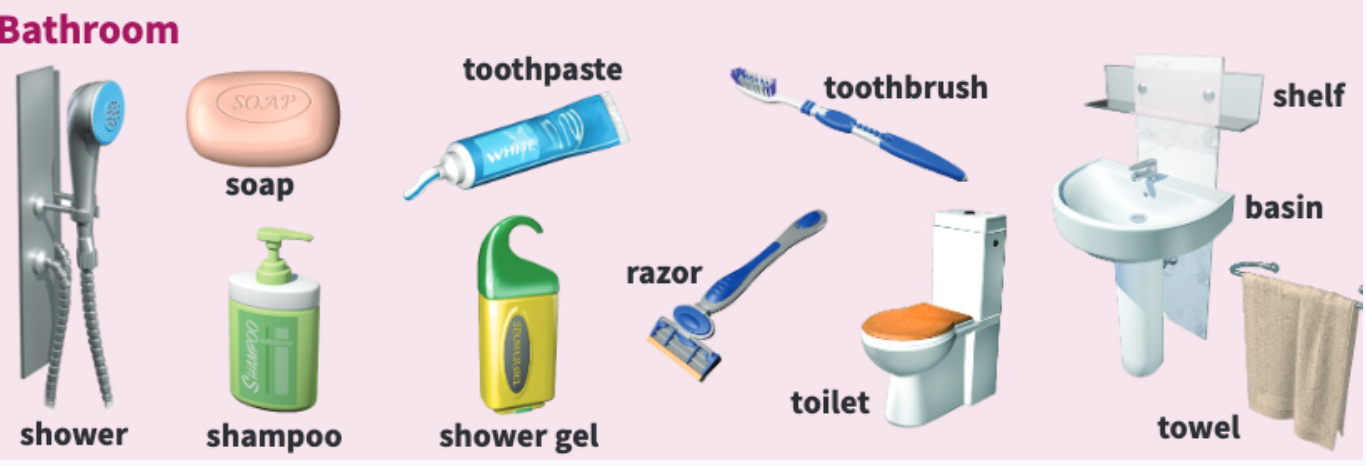 Bathroom
toothpaste
toothbrush
shelf
SOAP
WHITE
soap
basin
razor
SHAMPOO
toilet
towel
shower
shampoo
shower gel